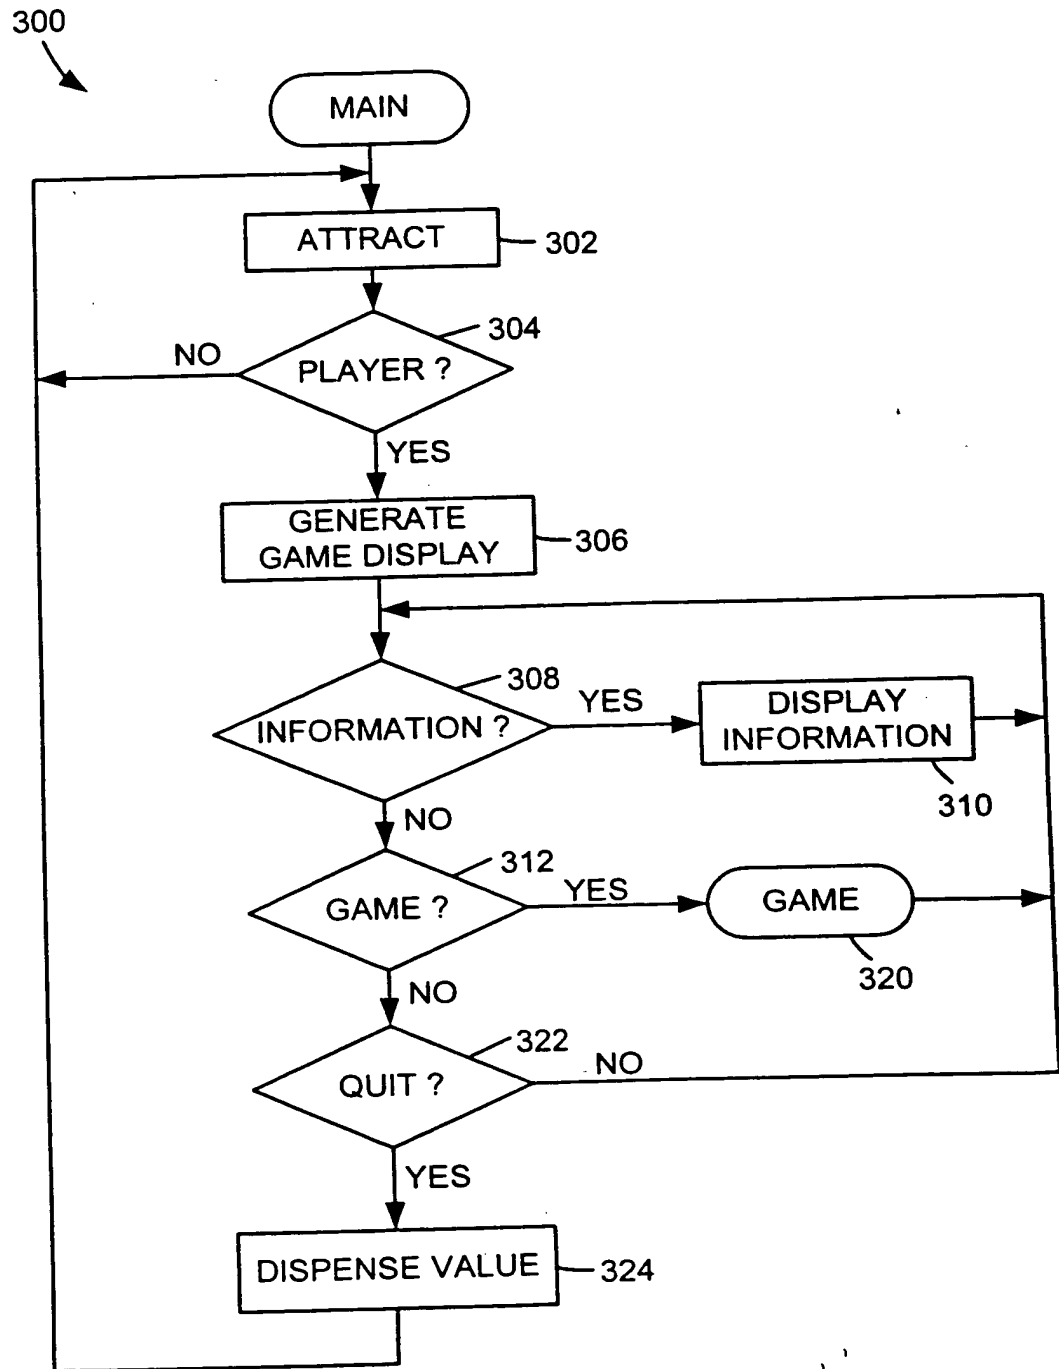 300
MAIN
ATTRACT
302
304
NO
PLAYER ?
YES
GENERATE
GAME DISPLAY
306
308
INFORMATION ?
YES
DISPLAY
INFORMATION
310
NO
312
GAME ?
YES
GAME
320
NO
322
QUIT ?
NO
YES
DISPENSE VALUE
324